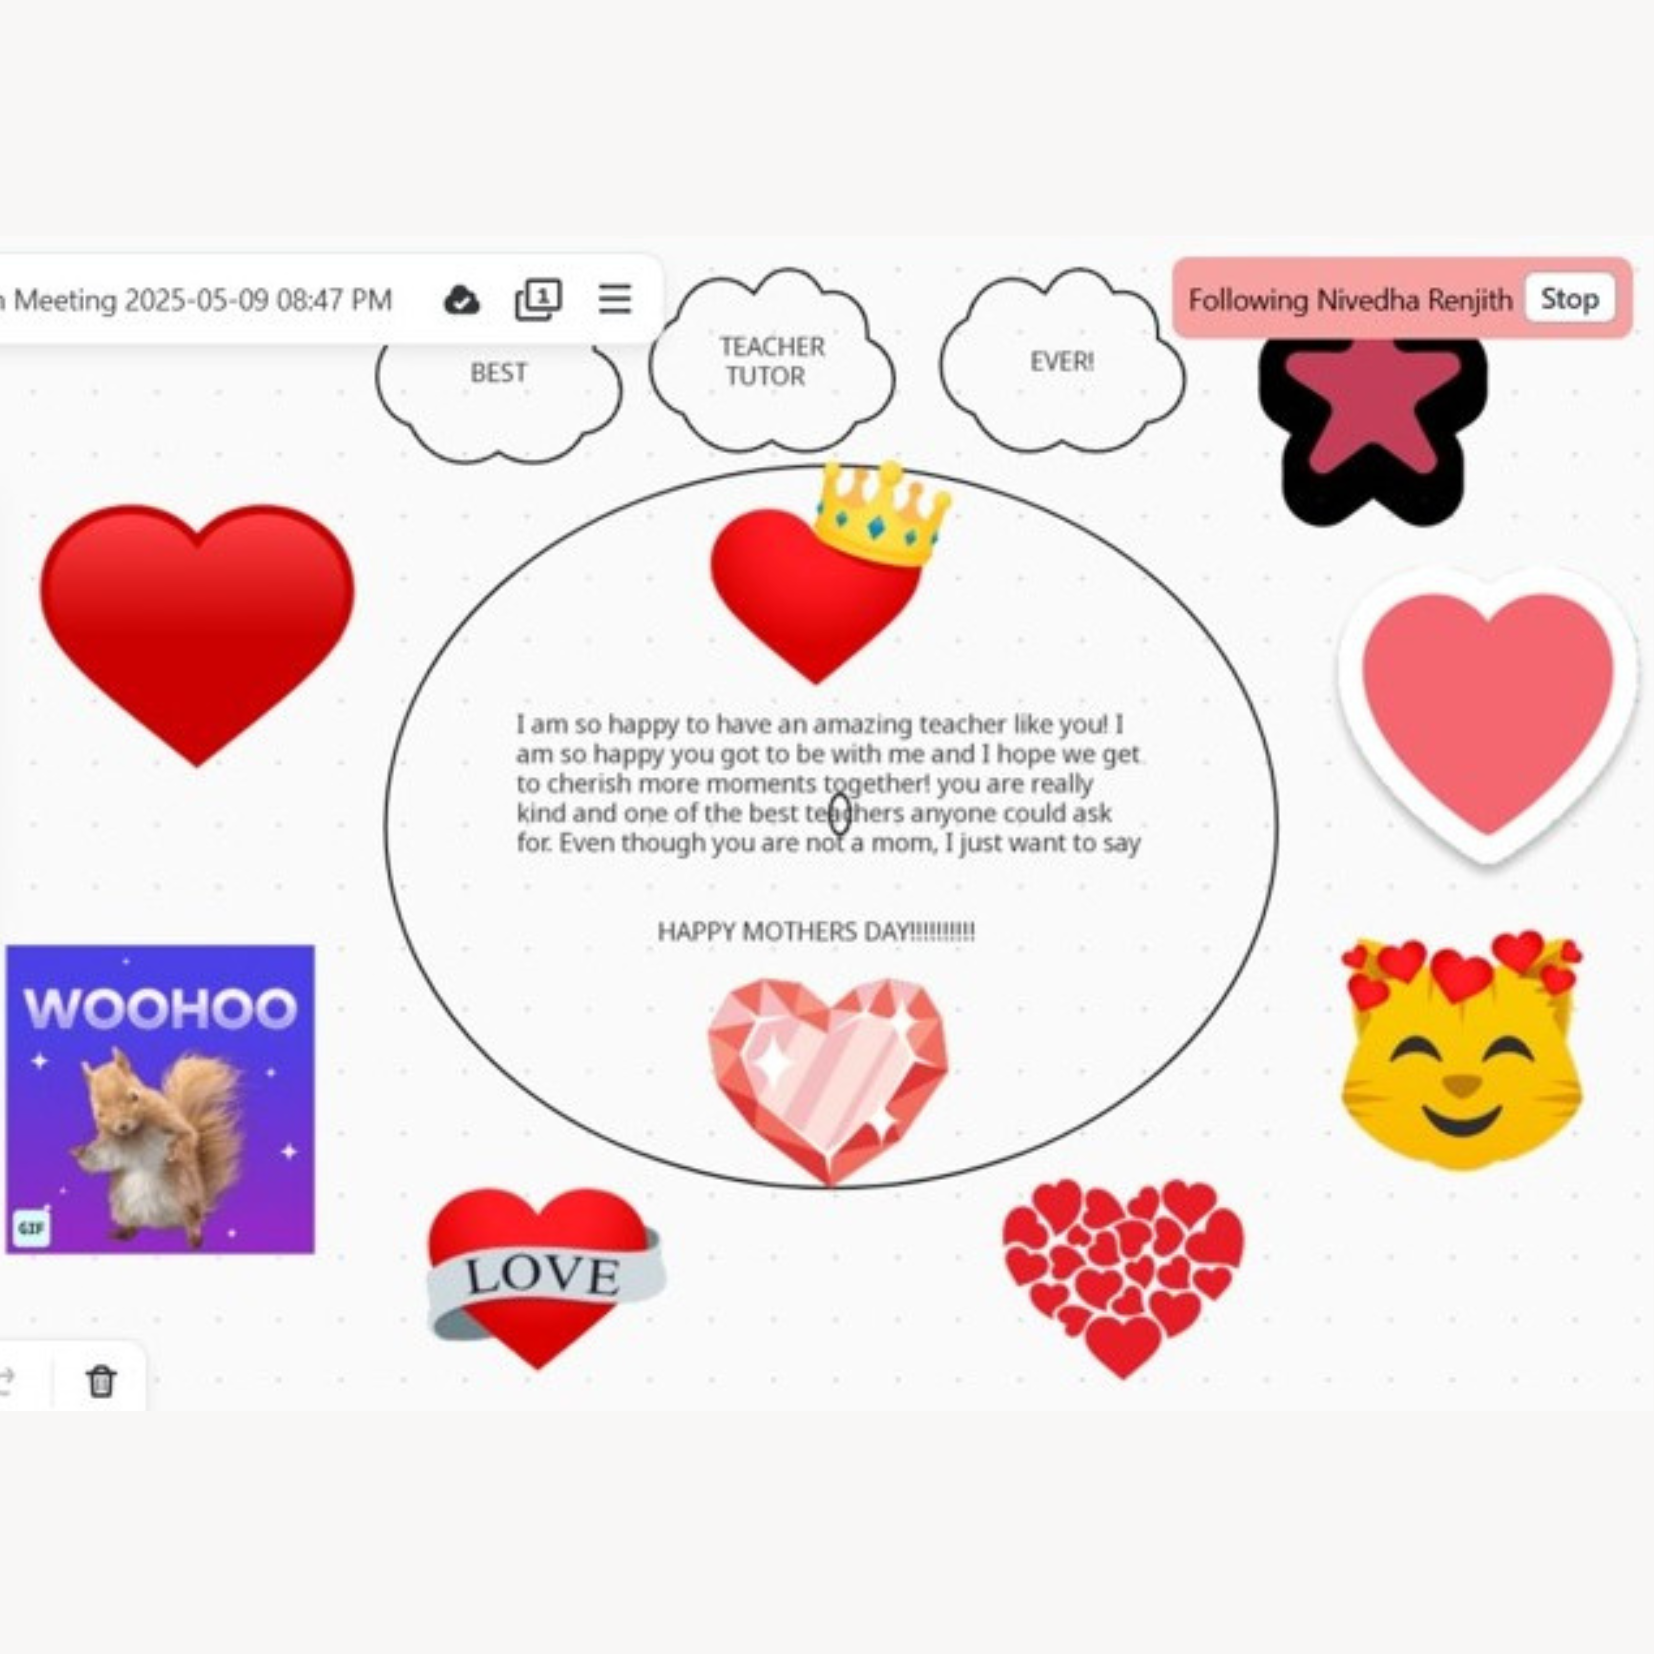 Meeting 2025-05-09 08:47 PM
1
Following Nivedha Renjith
Stop
BEST
TEACHER
TUTOR
EVER!
I am so happy to have an amazing teacher like you! I
am so happy you got to be with me and I hope we get
to cherish more moments together! you are really
kind and one of the best teachers anyone could ask
for. Even though you are not a mom, I just want to say
HAPPY MOTHERS DAY!!!!!!!!!!
WOOHOO
GIF
LOVE